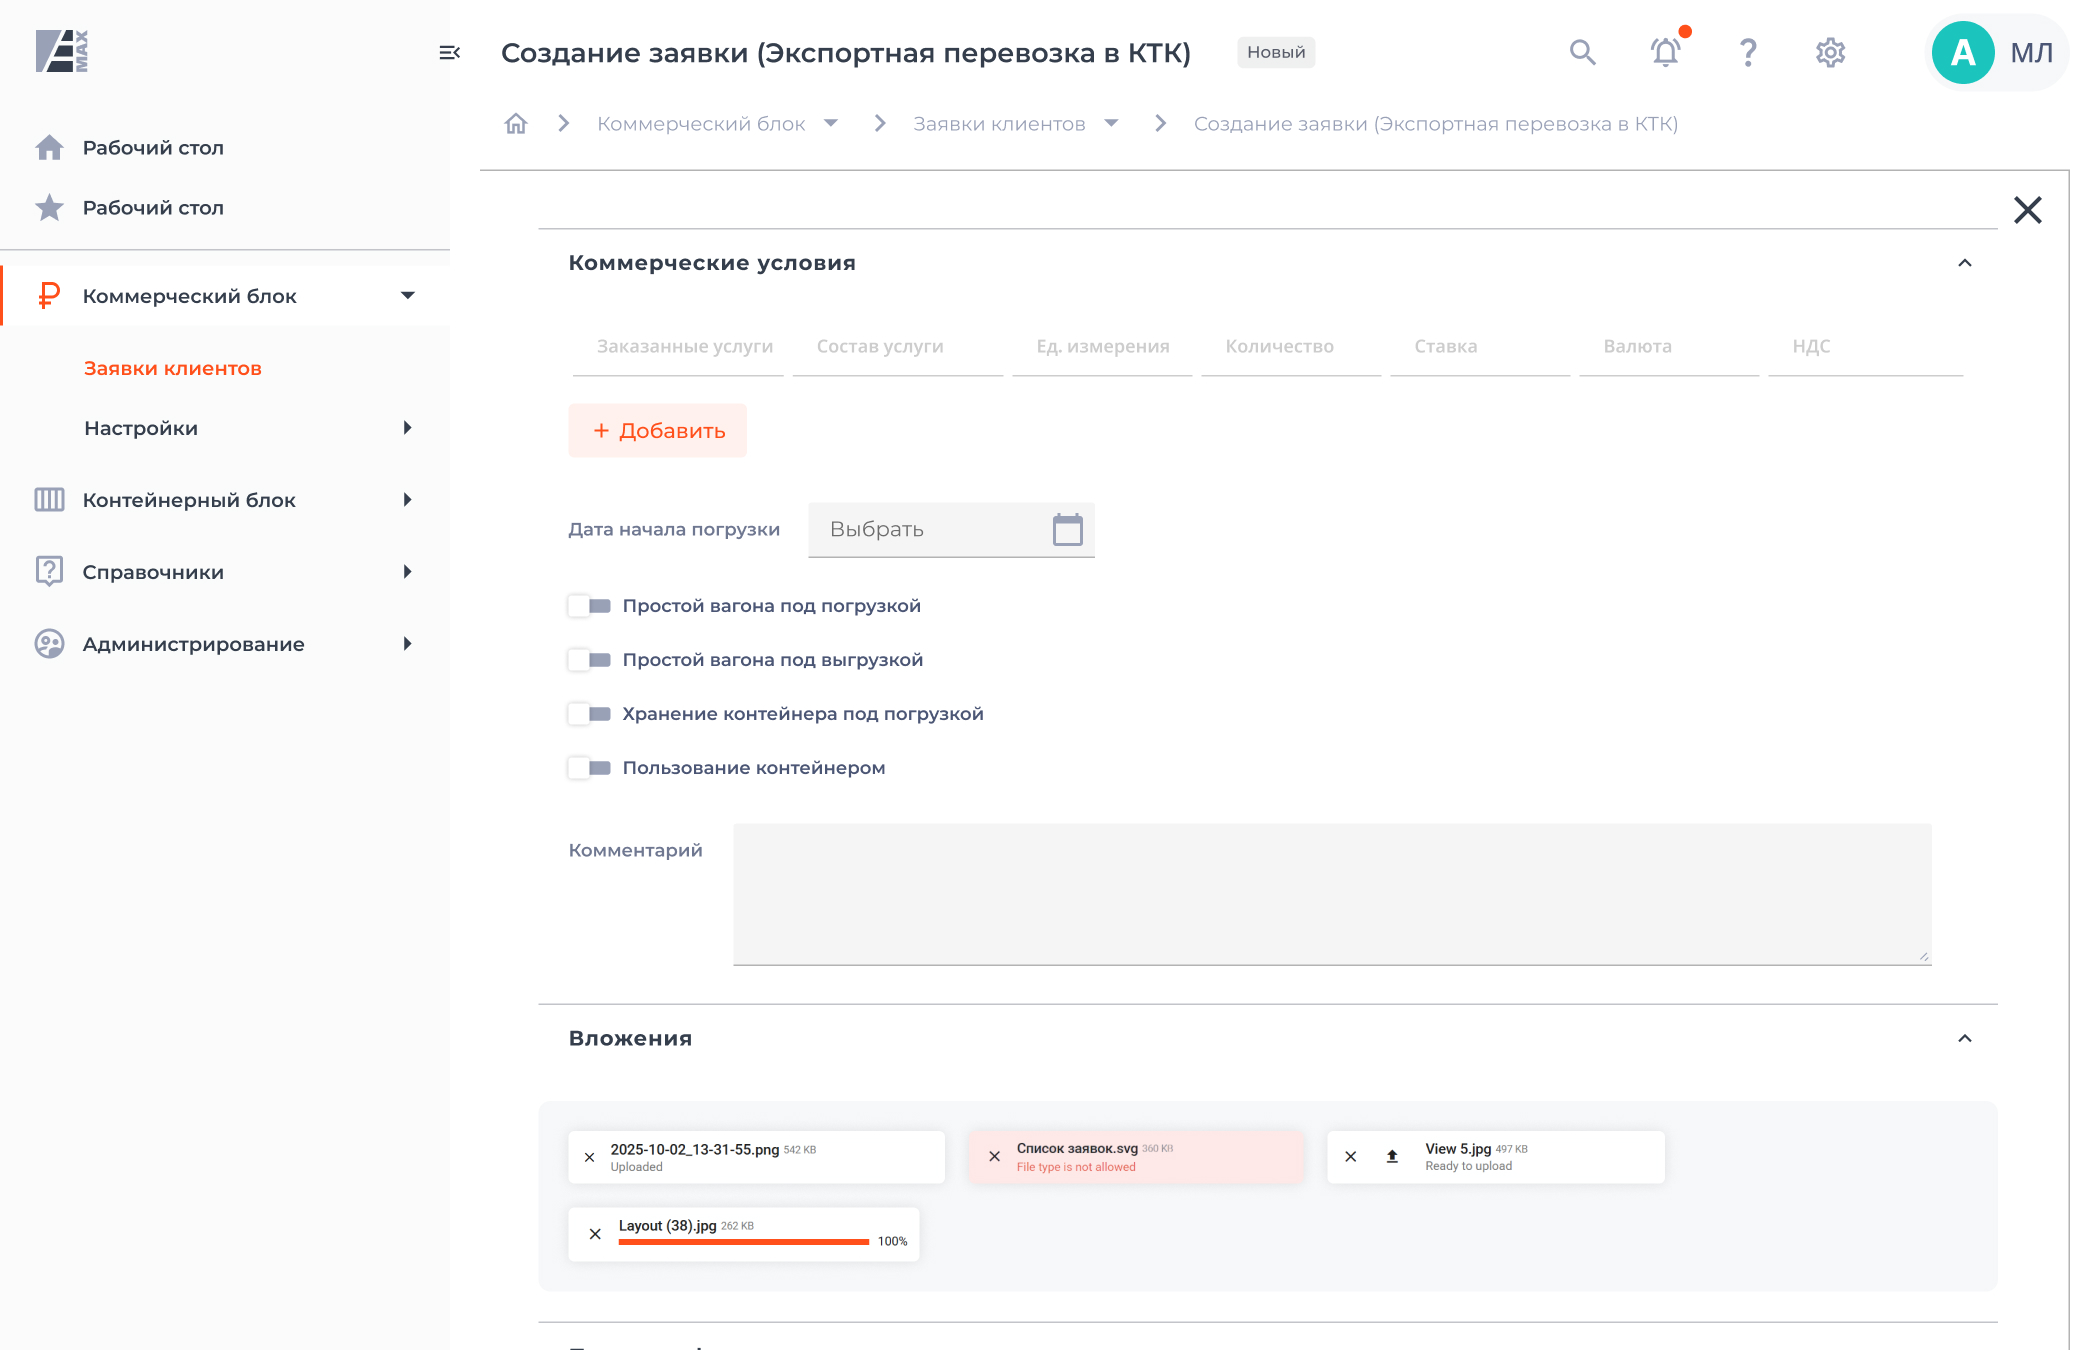 MAX
Создание заявки (Экспортная перевозка в КТК)
Новый
А
МЛ
Коммерческий блок
Заявки клиентов
Создание заявки (Экспортная перевозка в КТК)
Рабочий стол
Рабочий стол
Коммерческий блок
Заявки клиентов
Настройки
Контейнерный блок
Справочники
Администрирование
Коммерческие условия
Заказанные услуги Состав услуги Ед. измерения Количество Ставка Валюта НДС
+ Добавить
Дата начала погрузки Выбрать
Простой вагона под погрузкой
Простой вагона под выгрузкой
Хранение контейнера под погрузкой
Пользование контейнером
Комментарий
Вложения
2025-10-02_13-31-55.png 542 KB
Uploaded
Список заявок.svg 360 KB
File type is not allowed
View 5.jpg 497 KB
Ready to upload
Layout (38).jpg 262 KB
100%